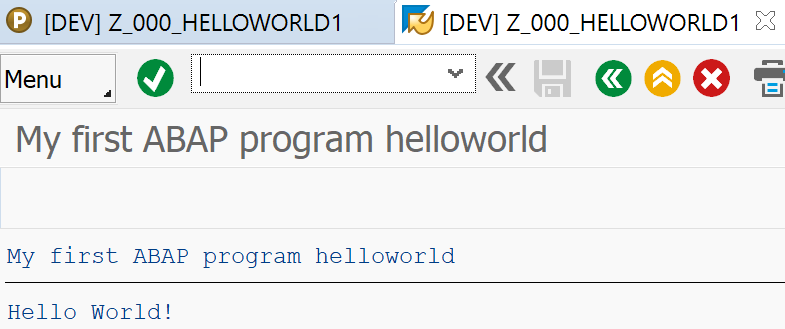 [DEV] Z_000_HELLOWORLD1 [DEV] Z_000_HELLOWORLD1
Menu
My first ABAP program helloworld
My first ABAP program helloworld
Hello World!